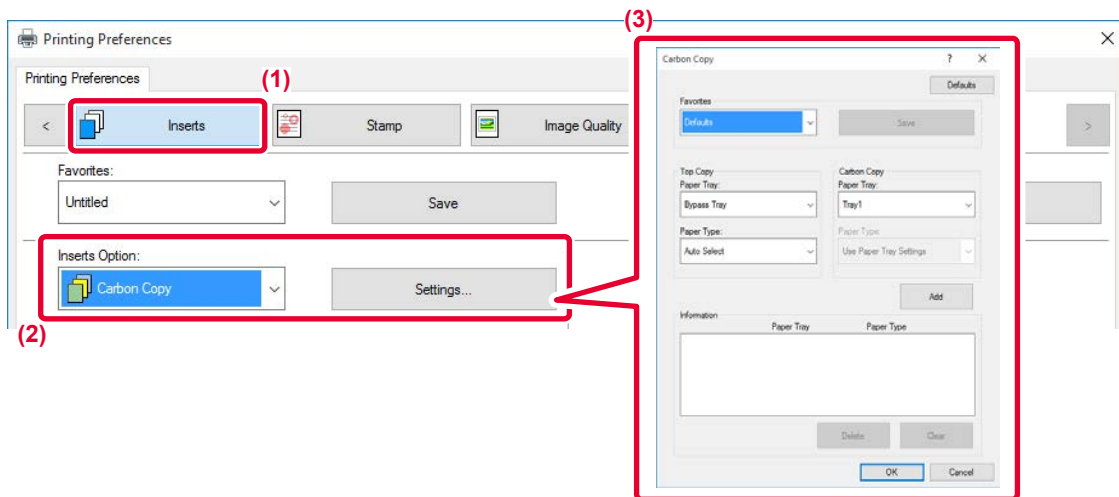 (3)
Printing Preferences
Printing Preferences
(1)
< Inserts Stamp Image Quality >
Favorites:
Untitled Save
Inserts Option:
Carbon Copy Settings...
(2)
Carbon Copy ?
Defaults
Favorites
Defaults Save
Top Copy Carbon Copy
Paper Tray: Paper Tray:
Bypass Tray Tray1
Paper Type: Paper Type:
Auto Select Use Paper Tray Settings
Add
Information
Paper Tray Paper Type
Delete Clear
OK Cancel